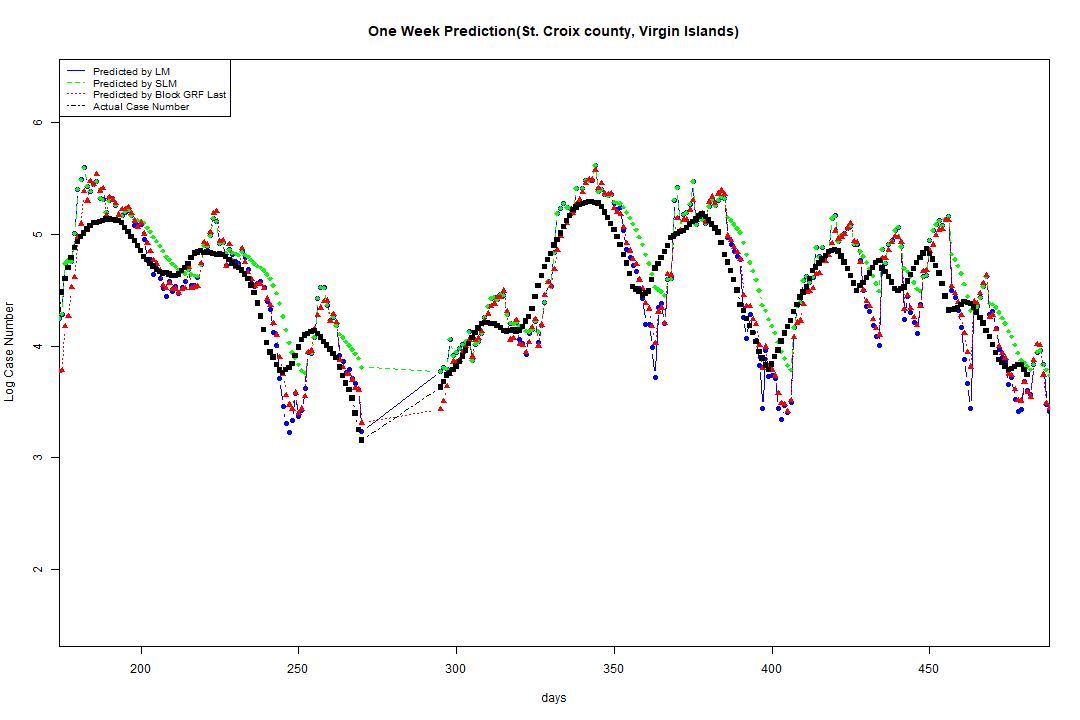 One Week Prediction(St. Croix county, Virgin Islands)
Predicted by LM
Predicted by SLM
Predicted by Block GRF Last
Actual Case Number
Log Case Number
6
5
4
3
2
200 250 300 350 400 450
days